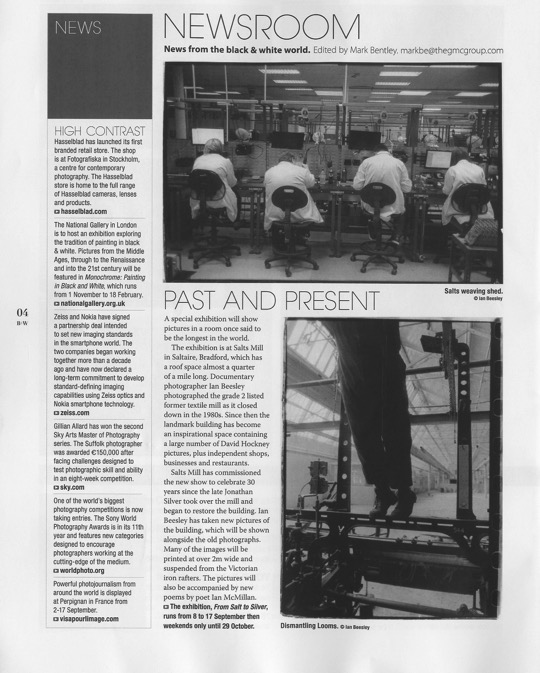 NEWS
HIGH CONTRAST
Hasselblad has launched its first
branded retail store. The shop
is at Fotografiska in Stockholm,
a centre for contemporary
photography. The Hasselblad
store is home to the full range
of Hasselblad cameras, lenses
and products.
hasselblad.com
The National Gallery in London
is to host an exhibition exploring
the tradition of painting in black
& white. Pictures from the Middle
Ages, through to the Renaissance
and into the 21st century will be
featured in Monochrome: Painting
in Black and White, which runs
from 1 November to 18 February.
nationalgallery.org.uk
Zeiss and Nokia have signed
a partnership deal intended
to set new imaging standards
in the smartphone world. The
two companies began working
together more than a decade
ago and have now declared a
long-term commitment to develop
standard-defining imaging
capabilities using Zeiss optics and
Nokia smartphone technology.
zeiss.com
Gillian Allard has won the second
Sky Arts Master of Photography
series. The Suffolk photographer
was awarded €150,000 after
facing challenges designed to
test photographic skill and ability
in an eight-week competition.
sky.com
One of the world's biggest
photography competitions is now
taking entries. The Sony World
Photography Awards is in its 11th
year and features new categories
designed to encourage
photographers working at the
cutting-edge of the medium.
worldphoto.org
Powerful photojournalism from
around the world is displayed
at Perpignan in France from
2-17 September.
visapourlimage.com
04
B+W
NEWSROOM
News from the black & white world. Edited by Mark Bentley. markbe@thegmcgroup.com
Salts weaving shed.
© Ian Beesley
PAST AND PRESENT
A special exhibition will show
pictures in a room once said to
be the longest in the world.
The exhibition is at Salts Mill
in Saltaire, Bradford, which has
a roof space almost a quarter
of a mile long. Documentary
photographer Ian Beesley
photographed the grade 2 listed
former textile mill as it closed
down in the 1980s. Since then the
landmark building has become
an inspirational space containing
a large number of David Hockney
pictures, plus independent shops,
businesses and restaurants.
Salts Mill has commissioned
the new show to celebrate 30
years since the late Jonathan
Silver took over the mill and
began to restore the building. Ian
Beesley has taken new pictures of
the building, which will be shown
alongside the old photographs.
Many of the images will be
printed at over 2m wide and
suspended from the Victorian
iron rafters. The pictures will
also be accompanied by new
poems by poet Ian McMillan.
The exhibition, From Salt to Silver,
runs from 8 to 17 September then
weekends only until 29 October.
Dismantling Looms. © Ian Beesley